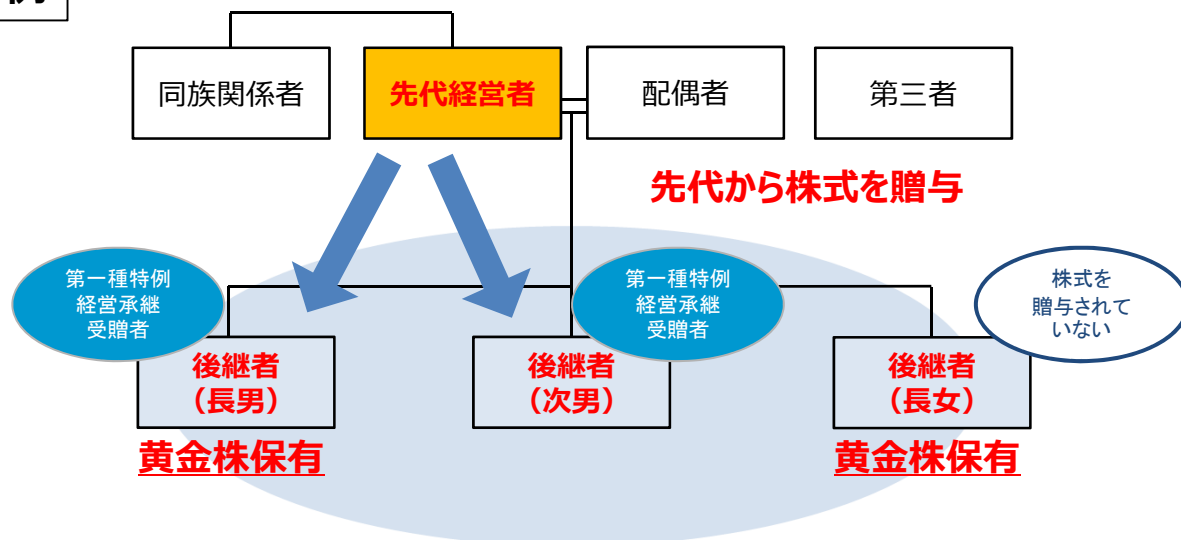 例
同族関係者
先代経営者
配偶者
第三者
先代から株式を贈与
第一種特例
経営承継
受贈者
第一種特例
経営承継
受贈者
株式を
贈与されて
いない
後継者
（長男）
後継者
（次男）
後継者
（長女）
黄金株保有
黄金株保有